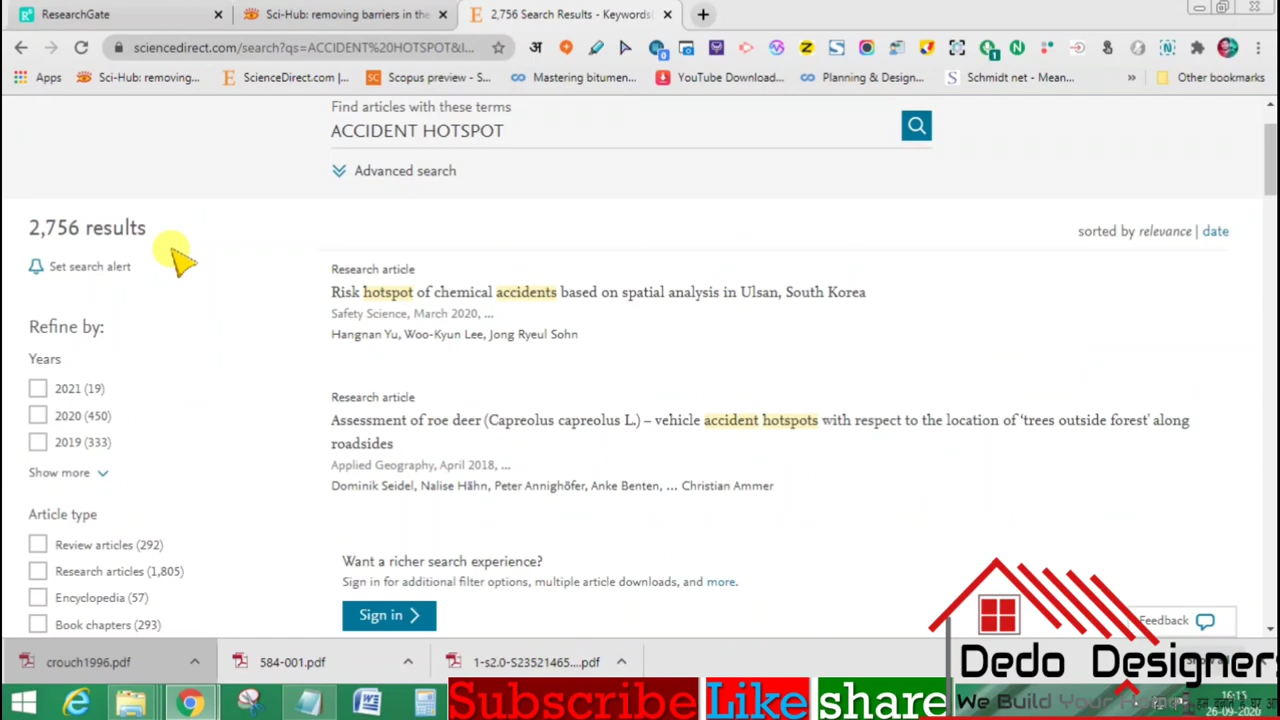 ResearchGate
Sci-Hub: removing barriers in the
2,756 Search Results - Keywords(
sciencedirect.com/search?qs=ACCIDENT%20HOTSPOT&I...
Apps
Sci-Hub: removing...
ScienceDirect.com |...
Scopus preview - S...
Mastering bitumen...
YouTube Download...
Planning & Design...
Schmidt net - Mean...
»
Other bookmarks
Find articles with these terms
ACCIDENT HOTSPOT
Advanced search
2,756 results
sorted by relevance | date
Set search alert
Research article
Risk hotspot of chemical accidents based on spatial analysis in Ulsan, South Korea
Safety Science, March 2020, ...
Hangnan Yu, Woo-Kyun Lee, Jong Ryeul Sohn
Refine by:
Years
2021 (19)
2020 (450)
2019 (333)
Show more
Research article
Assessment of roe deer (Capreolus capreolus L.) – vehicle accident hotspots with respect to the location of ‘trees outside forest’ along
roadsides
Applied Geography, April 2018, ...
Dominik Seidel, Nalise Hähn, Peter Annighöfer, Anke Benten, ... Christian Ammer
Article type
Review articles (292)
Research articles (1,805)
Encyclopedia (57)
Book chapters (293)
Want a richer search experience?
Sign in for additional filter options, multiple article downloads, and more.
Sign in
Feedback
crouch1996.pdf
584-001.pdf
1-s2.0-S23521465....pdf
Dedo Designers
We Build Your Home
Subscribe Like share
16:15
26-09-2020